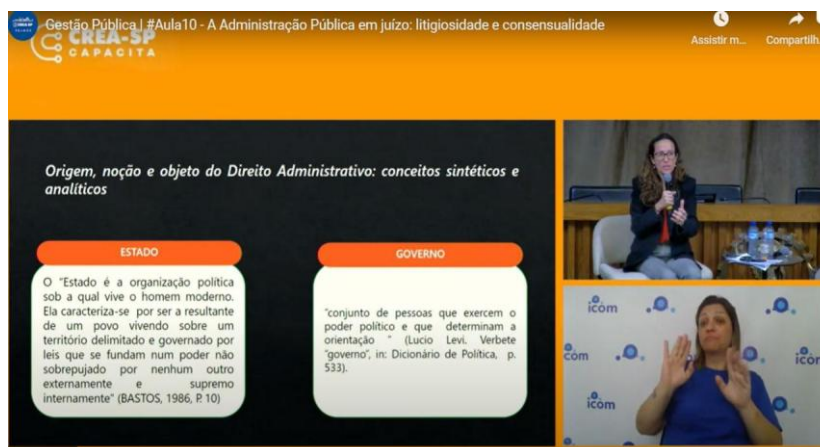 Gestão Pública | #Aula10 - A Administração Pública em juízo: litigiosidade e consensualidade
Assistir m...
Compartilh
CREA-SP
CAPACITA
Origem, noção e objeto do Direito Administrativo: conceitos sintéticos e
analíticos
ESTADO
O "Estado é a organização política
sob a qual vive o homem moderno.
Ela caracteriza-se por ser a resultante
de um povo vivendo sobre um
território delimitado e governado por
leis que se fundam num poder não
sobrepujado por nenhum outro
externamente e supremo
internamente" (BASTOS, 1986, P. 10)
GOVERNO
"conjunto de pessoas que exercem o
poder político e que determinam a
orientação " (Lucio Levi. Verbete
"governo", in: Dicionário de Política, p.
533).
icom
com
icom
icom